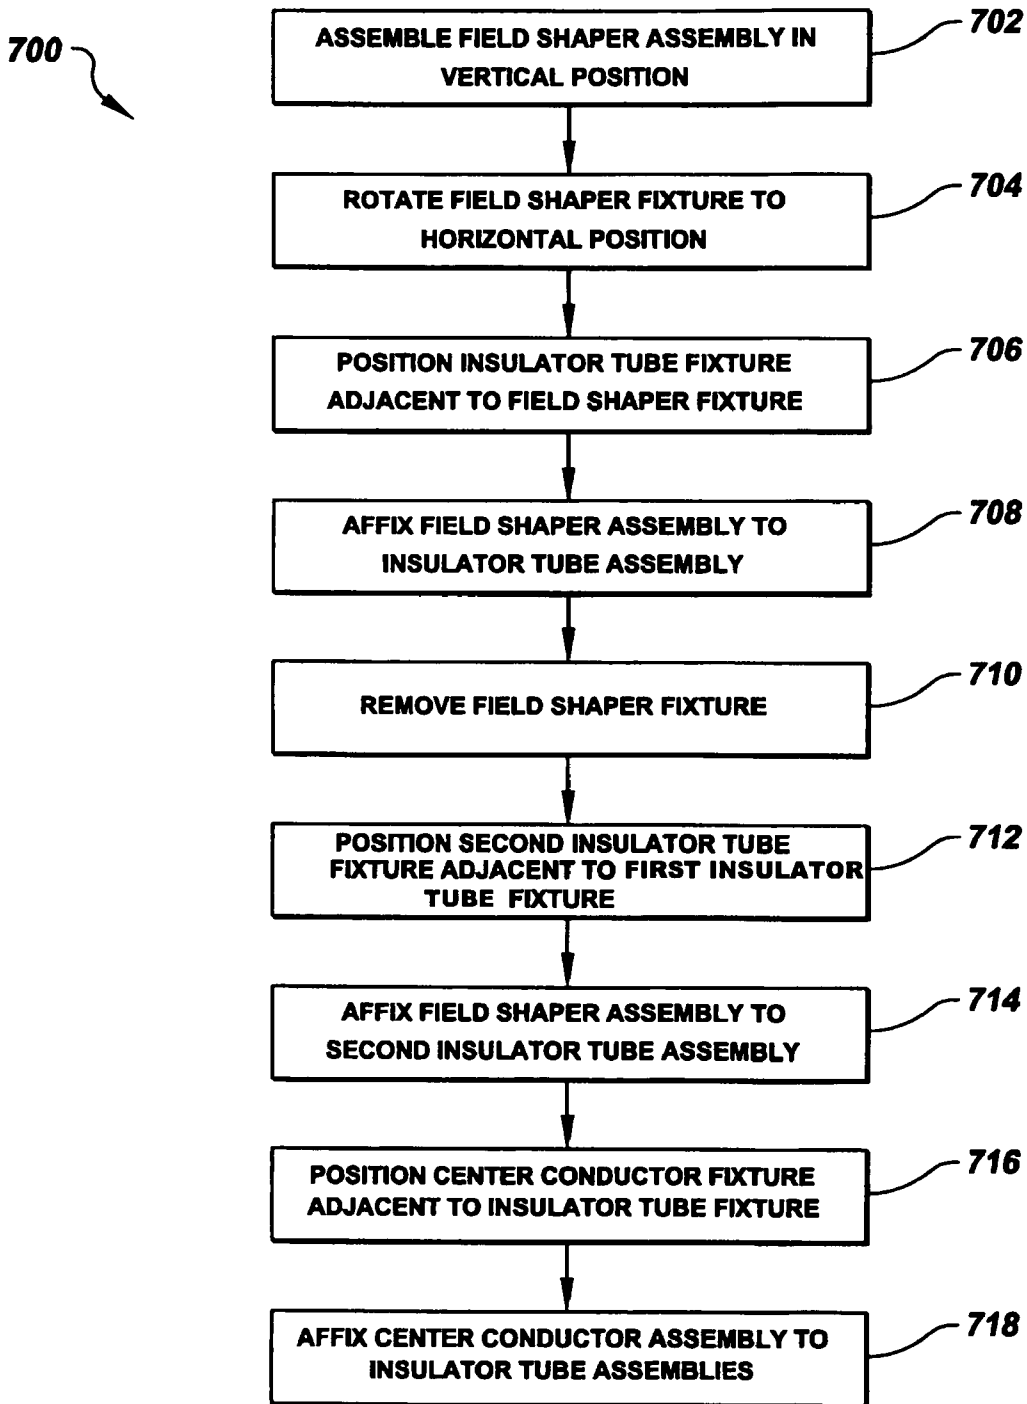 700
702
ASSEMBLE FIELD SHAPER ASSEMBLY IN
VERTICAL POSITION
704
ROTATE FIELD SHAPER FIXTURE TO
HORIZONTAL POSITION
706
POSITION INSULATOR TUBE FIXTURE
ADJACENT TO FIELD SHAPER FIXTURE
708
AFFIX FIELD SHAPER ASSEMBLY TO
INSULATOR TUBE ASSEMBLY
710
REMOVE FIELD SHAPER FIXTURE
712
POSITION SECOND INSULATOR TUBE
FIXTURE ADJACENT TO FIRST INSULATOR
TUBE FIXTURE
714
AFFIX FIELD SHAPER ASSEMBLY TO
SECOND INSULATOR TUBE ASSEMBLY
716
POSITION CENTER CONDUCTOR FIXTURE
ADJACENT TO INSULATOR TUBE FIXTURE
718
AFFIX CENTER CONDUCTOR ASSEMBLY TO
INSULATOR TUBE ASSEMBLIES